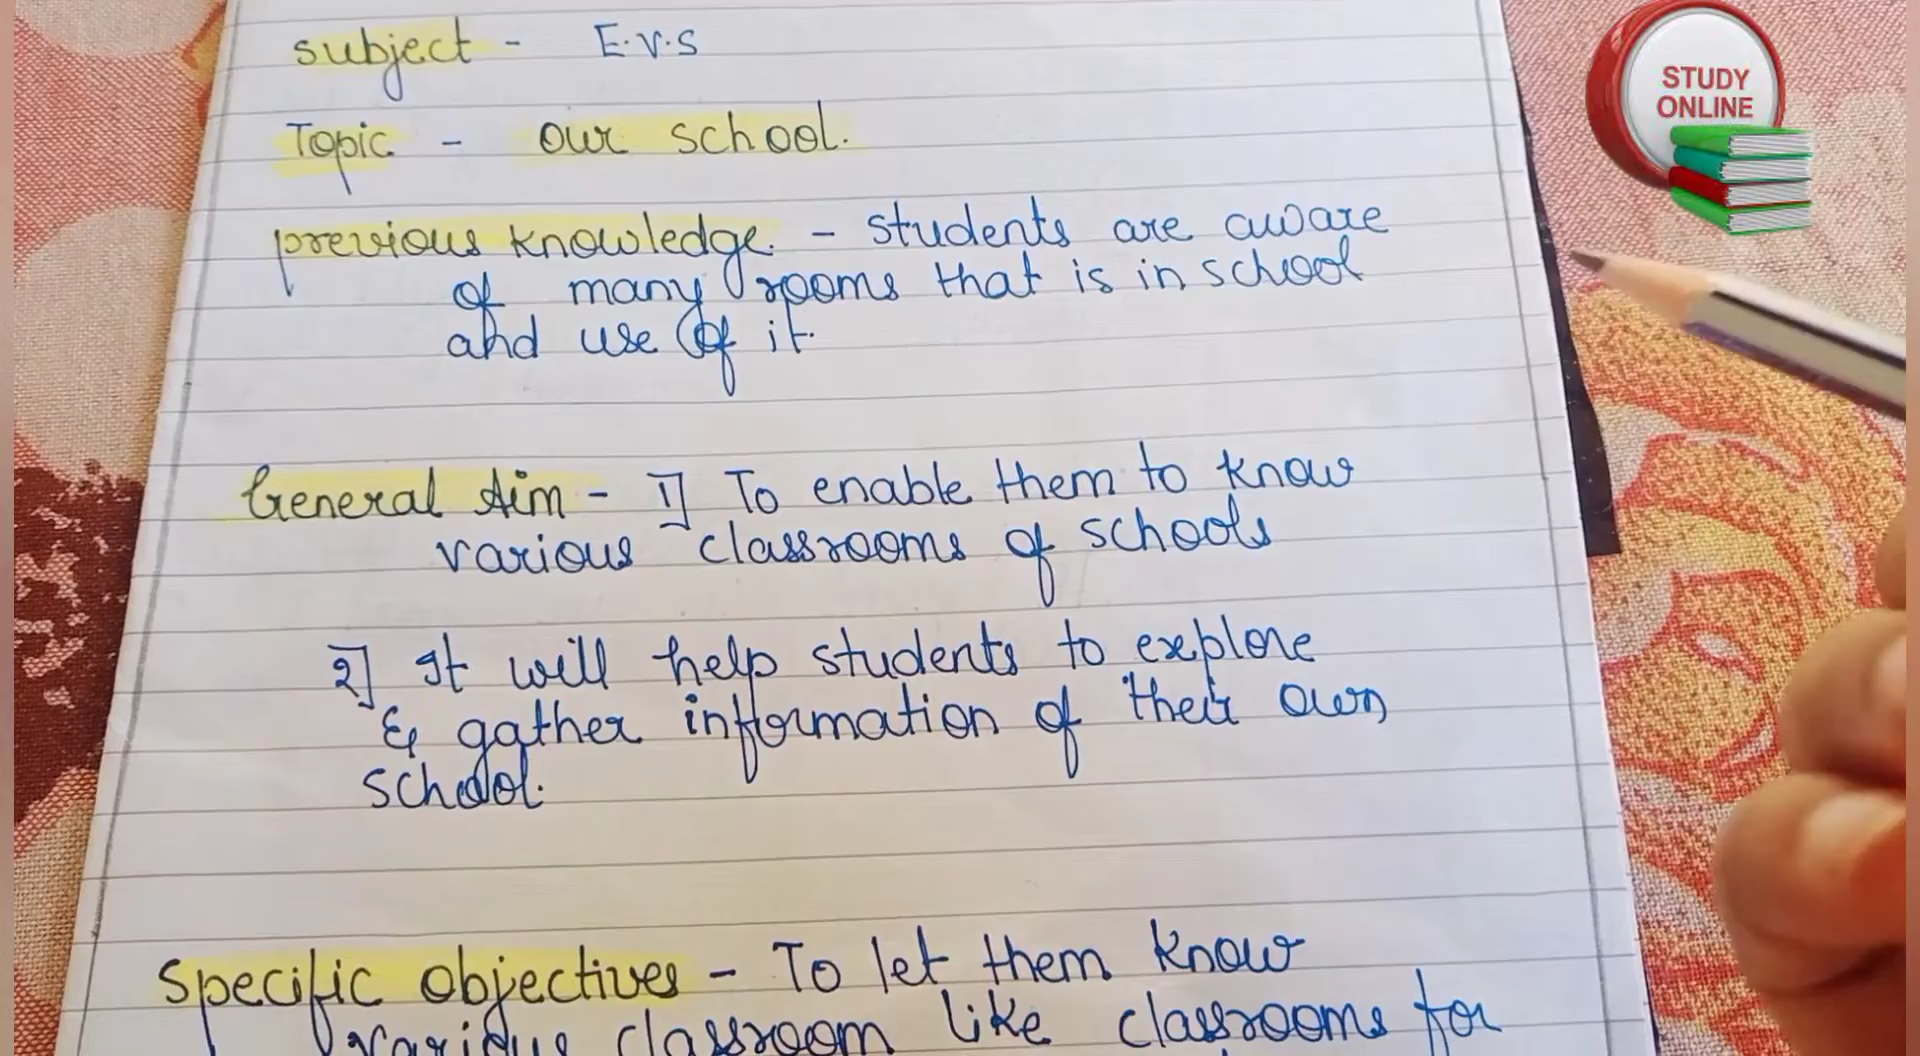 subject - E.V.S
Topic - Our School.
previous knowledge. - students are aware
of many rooms that is in school
and use of it.
General Aim - 1] To enable them to know
various classrooms of schools
2] It will help students to explore
& gather information of their own
school.
Specific objectives - To let them know
various classroom like classrooms for
STUDY
ONLINE